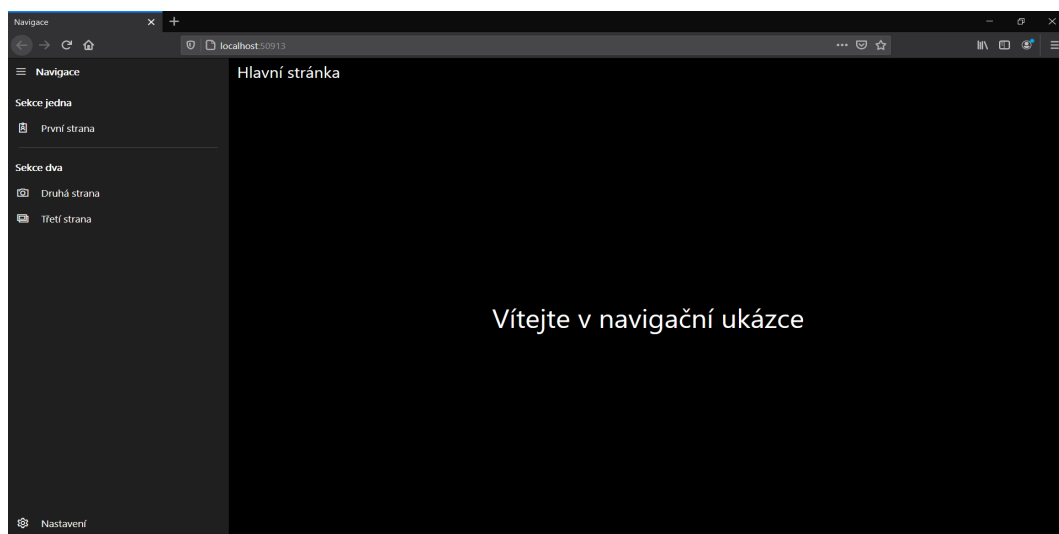 Navigace
localhost:50913
Navigace
Hlavní stránka
Sekce jedna
První strana
Sekce dva
Druhá strana
Třetí strana
Vítejte v navigační ukázce
Nastavení